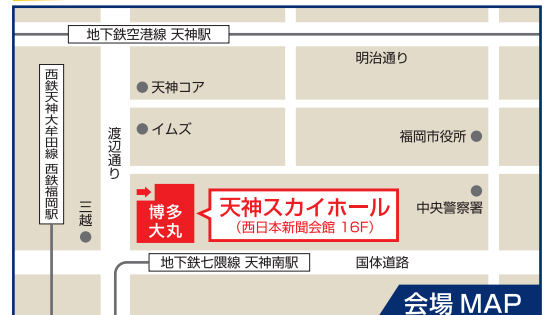 地下鉄空港線 天神駅
明治通り
西鉄天神大牟田線 西鉄福岡駅
天神コア
渡辺通り
イムズ
福岡市役所
三越
博多
大丸
天神スカイホール
（西日本新聞会館 16F）
中央警察署
地下鉄七隈線 天神南駅
国体道路
会場 MAP